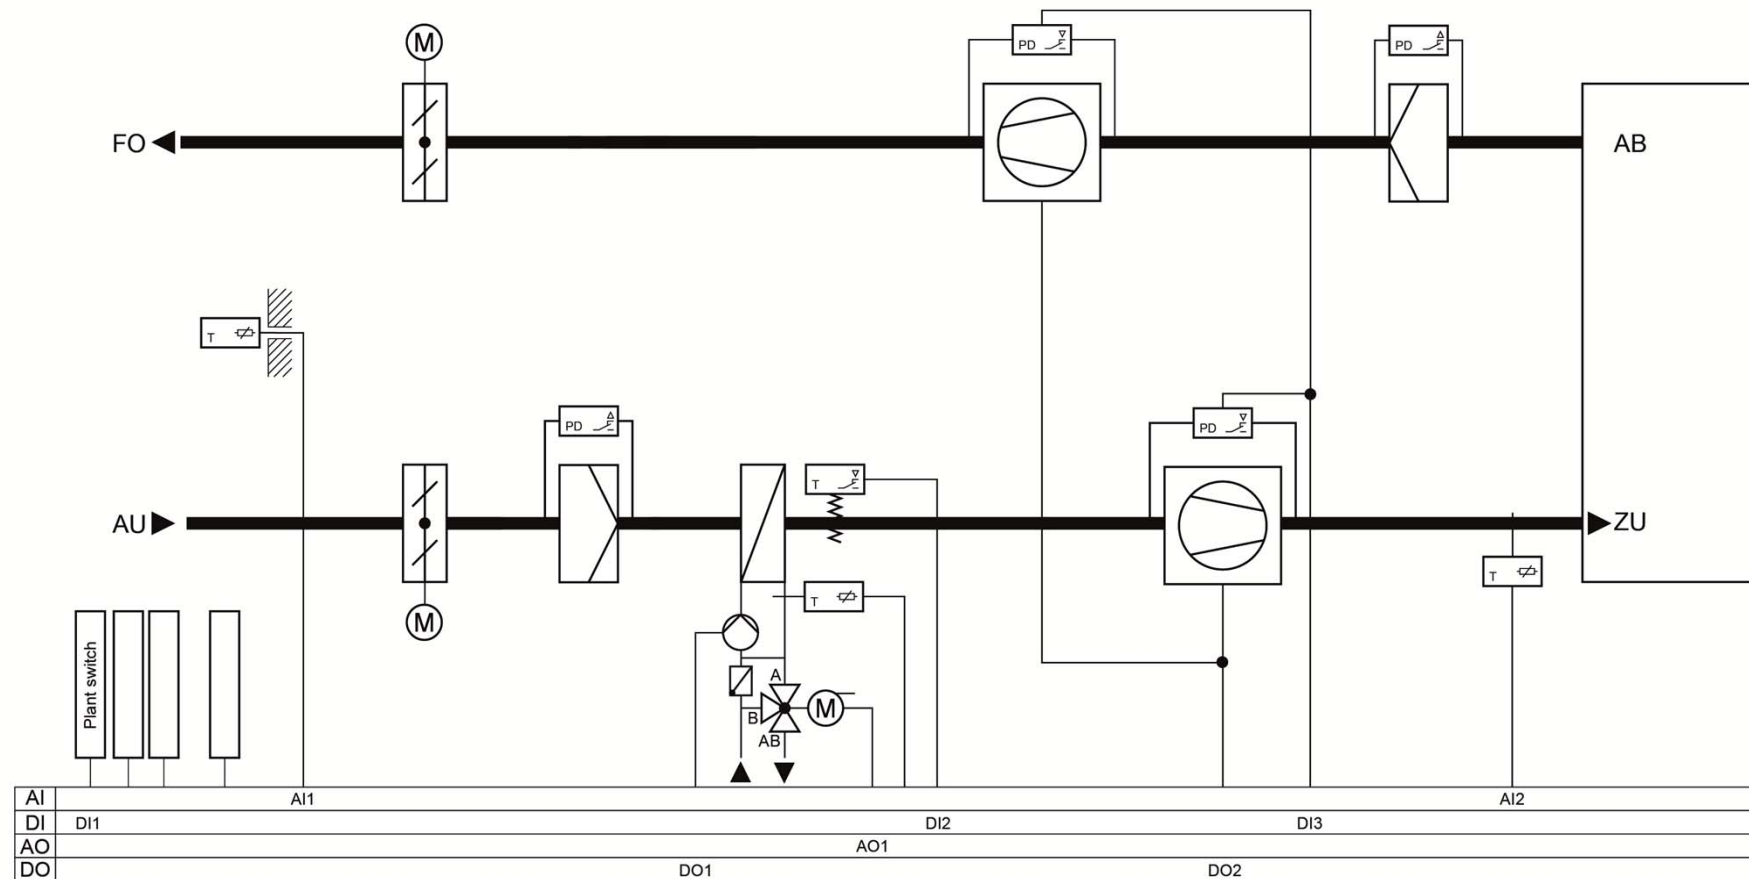 M
PD
PD
FO
AB
T
PD
PD
T
AU
ZU
T
T
M
Plant switch
A
M
B
AB
AI AI1 AI2
DI DI1 DI2 DI3
AO AO1
DO DO1 DO2